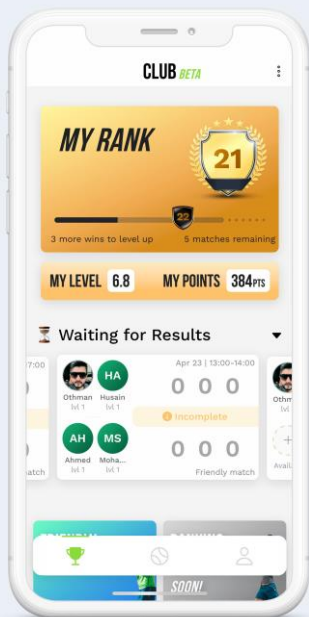 CLUB BETA
MY RANK
21
22
3 more wins to level up 5 matches remaining
MY LEVEL 6.8 MY POINTS 384PTS
Waiting for Results
7:00
Apr 23 | 13:00-14:00
HA
0 0 0
0
Othman Husain
Othm
lvl 1 lvl 1
lvl
Incomplete
AH MS
0 0 0
0
Ahmed Moha...
lvl 1 lvl 1
Friendly match
atch
Availa
SOON!